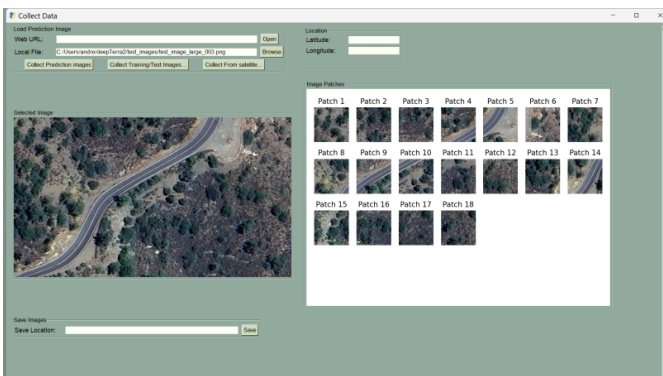 Collect Data
Load Prediction Image
Web URL:
Open
Local File:
C:/Users/andre/deepTerra2/test_images/test_image_large_003.png
Browse
Collect Prediction images
Collect Training/Test Images...
Collect From satellite...
Location
Latitude:
Longitude:
Selected Image
Image Patches
Patch 1 Patch 2 Patch 3 Patch 4 Patch 5 Patch 6 Patch 7
Patch 8 Patch 9 Patch 10 Patch 11 Patch 12 Patch 13 Patch 14
Patch 15 Patch 16 Patch 17 Patch 18
Save Images
Save Location:
Save